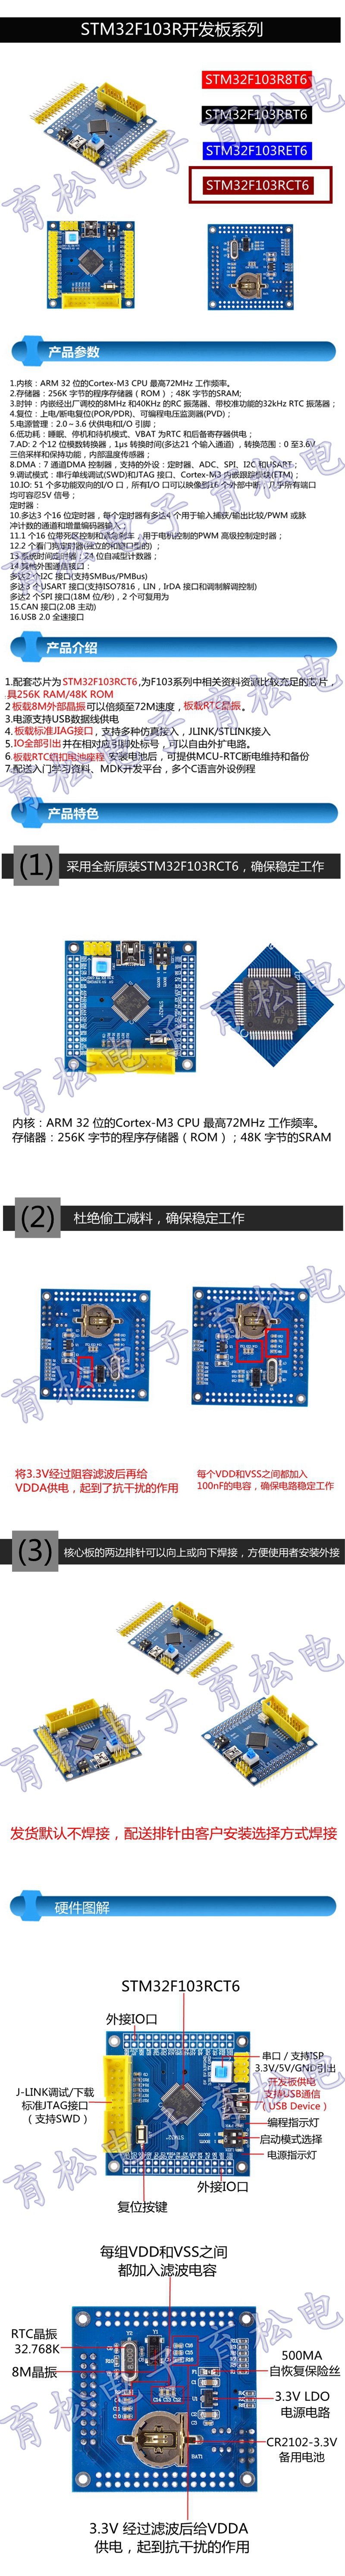 STM32F103R开发板系列
STM32F103R8T6
STM32F103RBT6
STM32F103RET6
STM32F103RCT6
育松电子
产品参数
1.内核：ARM 32 位的Cortex-M3 CPU 最高72MHz 工作频率。
2.存储器：256K 字节的程序存储器（ROM）；48K 字节的SRAM;
3.时钟：内嵌经出厂调校的8MHz 和40KHz 的RC 振荡器、带校准功能的32kHz RTC 振荡器；
4.复位：上电/断电复位(POR/PDR)、可编程电压监测器(PVD)；
5.电源管理：2.0～3.6 伏供电和I/O 引脚；
6.低功耗：睡眠、停机和待机模式、VBAT 为RTC 和后备寄存器供电；
7.AD: 2 个12 位模数转换器，1μs 转换时间(多达21 个输入通道)，转换范围：0 至3.6V，
三倍采样和保持功能，内部温度传感器；
8.DMA：7 通道DMA 控制器，支持的外设：定时器、ADC、SPI、I2C 和USART；
9.调试模式：串行单线调试(SWD)和JTAG 接口、Cortex-M3 内嵌跟踪模块(ETM)；
10.IO: 51 个多功能双向的I/O 口，所有I/O 口可以映像到16 个外部中断；几乎所有端口
均可容忍5V 信号；
定时器：
10.多达3 个16 位定时器，每个定时器有多达4 个用于输入捕获/输出比较/PWM 或脉
冲计数的通道和增量编码器输入；
11.1 个16 位带死区控制和紧急刹车，用于电机控制的PWM 高级控制定时器；
12.2 个看门狗定时器(独立的和窗口型的)；
13.系统时间定时器：24 位自减型计数器；
14.其他外围通信接口：
多达2 个I2C 接口(支持SMBus/PMBus)
多达3 个USART 接口(支持ISO7816，LIN，IrDA 接口和调制解调控制)
多达2 个SPI 接口(18M 位/秒)，2 个可复用为
15.CAN 接口(2.0B 主动)
16.USB 2.0 全速接口
产品介绍
1.配套芯片为STM32F103RCT6,为F103系列中相关资料资源比较充足的芯片，
具256K RAM/48K ROM
2 板载8M外部晶振可以倍频至72M速度，板载RTC晶振。
3.电源支持USB数据线供电
4. 板载标准JIAG接口，支持多种仿真接入，JLINK/STLINK接入
5.IO全部引出并在相对应引脚处标号，可以自由外扩电路。
6.板载RTC纽扣电池座程 安装电池后，可提供MCU-RTC断电维持和备份
7.配送入门学习资料、MDK开发平台，多个C语言外设例程
产品特色
(1) 采用全新原装STM32F103RCT6，确保稳定工作
育松电子
内核：ARM 32 位的Cortex-M3 CPU 最高72MHz 工作频率。
存储器：256K 字节的程序存储器（ROM）；48K 字节的SRAM
(2) 杜绝偷工减料，确保稳定工作
育松电子
将3.3V经过阻容滤波后再给
VDDA供电，起到了抗干扰的作用
每个VDD和VSS之间都加入
100nF的电容，确保电路稳定工作
(3) 核心板的两边排针可以向上或向下焊接，方便使用者安装外接
育松电子
发货默认不焊接，配送排针由客户安装选择方式焊接
硬件图解
STM32F103RCT6
外接IO口
串口／支持ISP
3.3V/5V/GND引出
开发板供电
支持USB通信
（USB Device）
J-LINK调试/下载
标准JTAG接口
（支持SWD）
编程指示灯
启动模式选择
电源指示灯
外接IO口
复位按键
育松电子
每组VDD和VSS之间
都加入滤波电容
RTC晶振
32.768K
8M晶振
500MA
自恢复保险丝
3.3V LDO
电源电路
CR2102-3.3V
备用电池
BAT1
3.3V 经过滤波后给VDDA
供电，起到抗干扰的作用